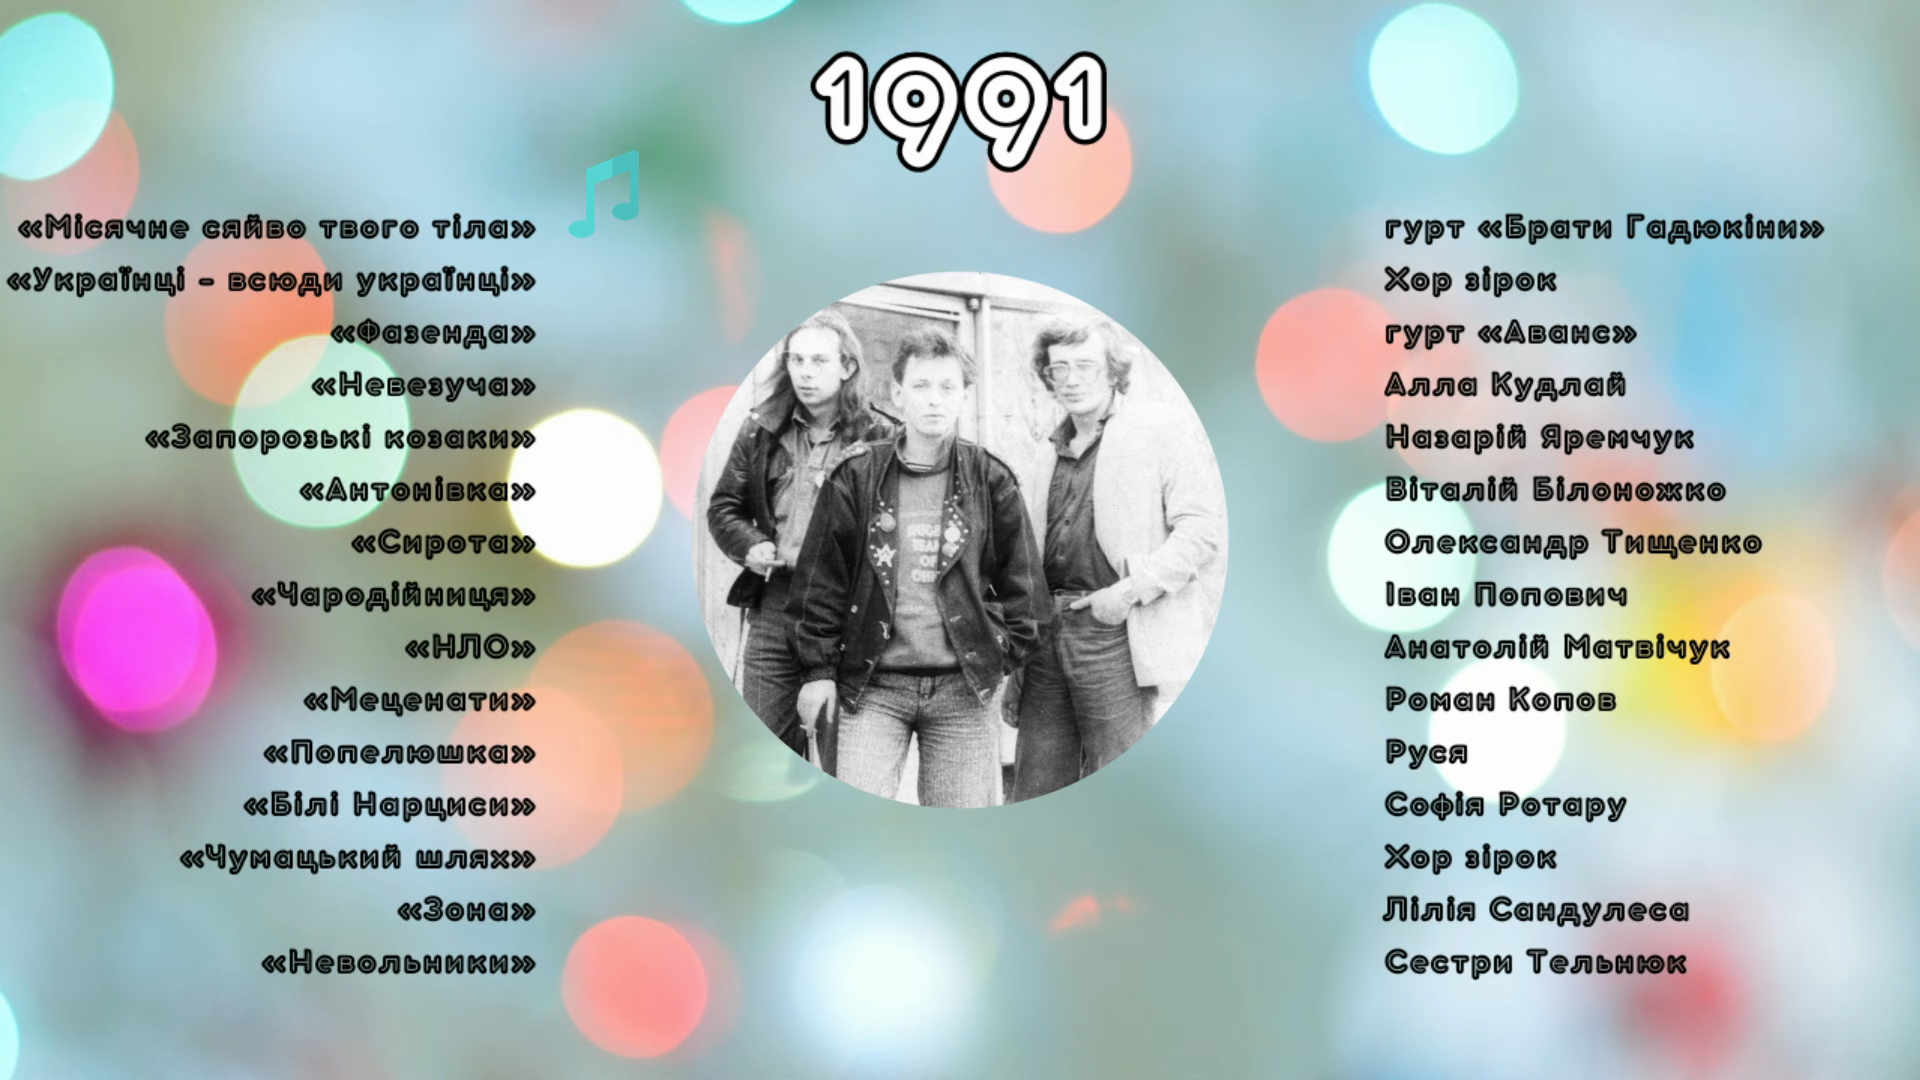 1991
«Місячне сяйво твого тіла»
«Українці - всюди українці»
«Фазенда»
«Невезуча»
«Запорозькі козаки»
«Антонівка»
«Сирота»
«Чародійниця»
«НЛО»
«Меценати»
«Попелюшка»
«Білі Нарциси»
«Чумацький шлях»
«Зона»
«Невольники»
гурт «Брати Гадюкіни»
Хор зірок
гурт «Аванс»
Алла Кудлай
Назарій Яремчук
Віталій Білоножко
Олександр Тищенко
Іван Попович
Анатолій Матвічук
Роман Копов
Руся
Софія Ротару
Хор зірок
Лілія Сандулеса
Сестри Тельнюк